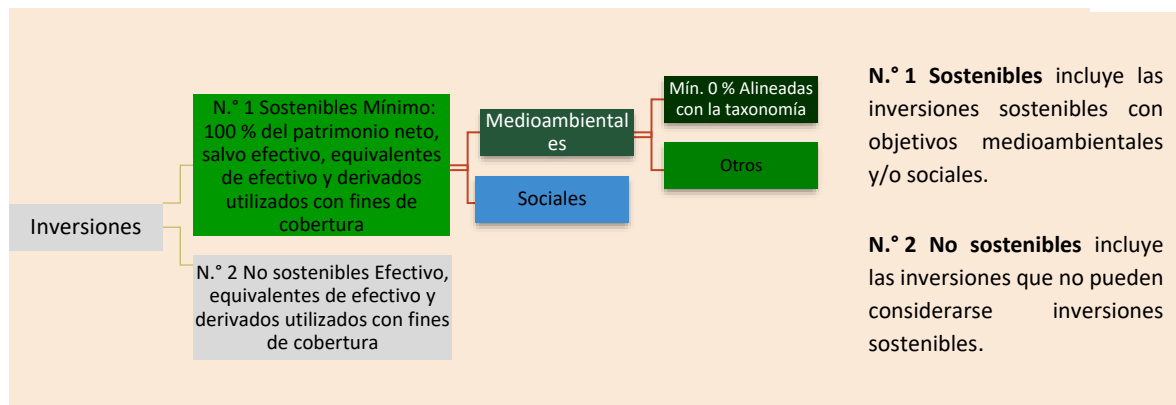 Inversiones
N.° 1 Sostenibles Mínimo:
100 % del patrimonio neto,
salvo efectivo, equivalentes
de efectivo y derivados
utilizados con fines de
cobertura
N.° 2 No sostenibles Efectivo,
equivalentes de efectivo y
derivados utilizados con fines
de cobertura
Medioambiental
es
Sociales
Mín. 0 % Alineadas
con la taxonomía
Otros
N.° 1 Sostenibles incluye las
inversiones sostenibles con
objetivos medioambientales
y/o sociales.
N.° 2 No sostenibles incluye
las inversiones que no pueden
considerarse inversiones
sostenibles.